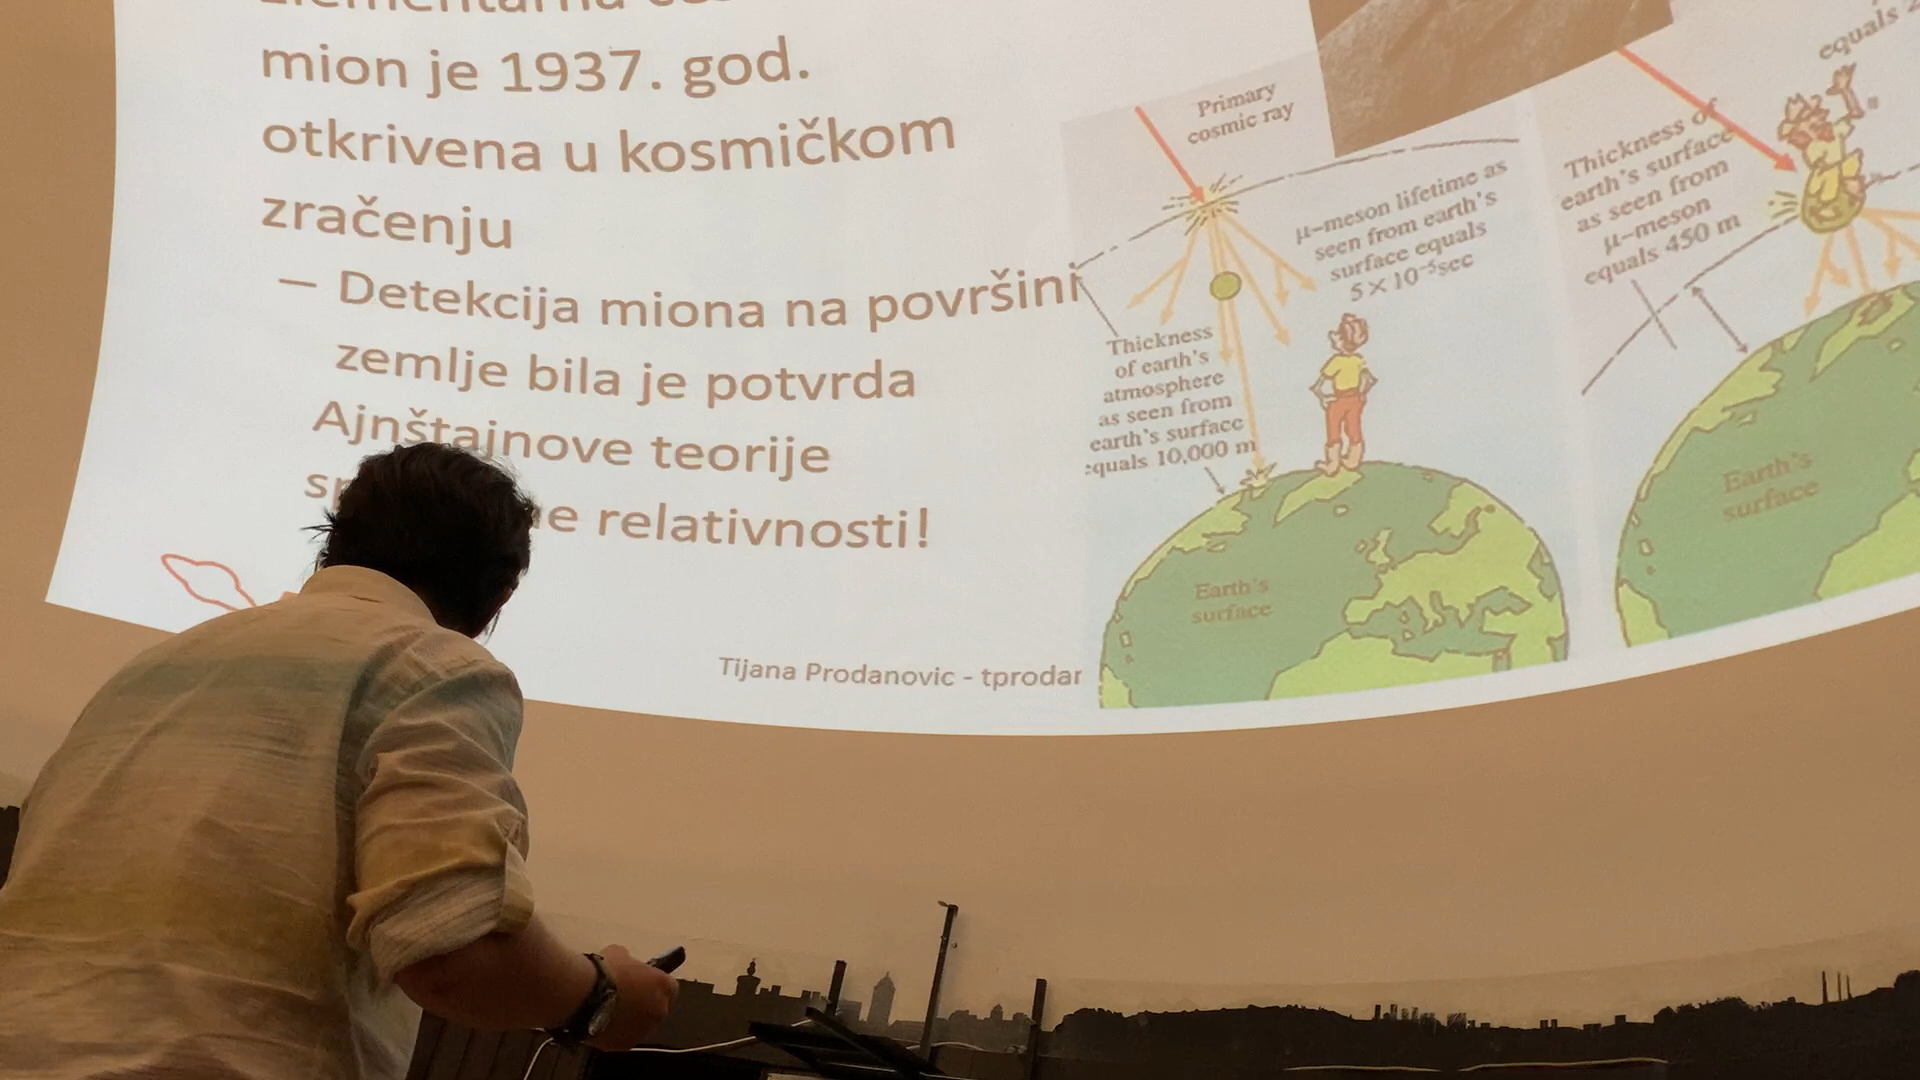 mion je 1937. god.
otkrivena u kosmičkom
zračenju
– Detekcija miona na površini
zemlje bila je potvrda
Ajnštajnove teorije
relativnosti!
Tijana Prodanovic - tprodar
Primary
cosmic ray
μ–meson lifetime as
seen from earth's
surface equals
5 × 10⁻⁵sec
Thickness
of earth's
atmosphere
as seen from
earth's surface
equals 10,000 m
Earth's
surface
equals
Thickness of
earth's surface
as seen from
μ–meson
equals 450 m
Earth's
surface